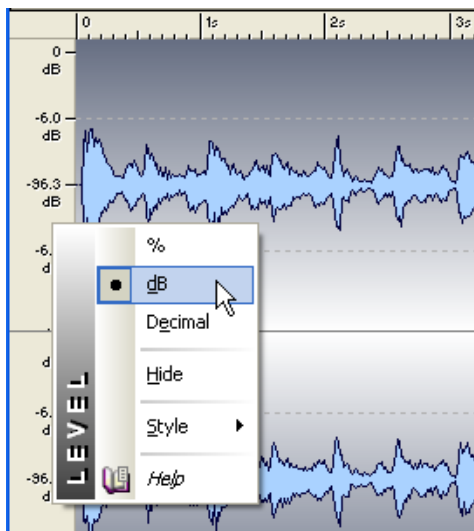 0 1s 2s 3s
0
dB
-6.0
dB
-96.3
dB
-6.
d
%
dB
Decimal
d
Hide
-6.
d
Style
-96.
d
Help
LEVEL